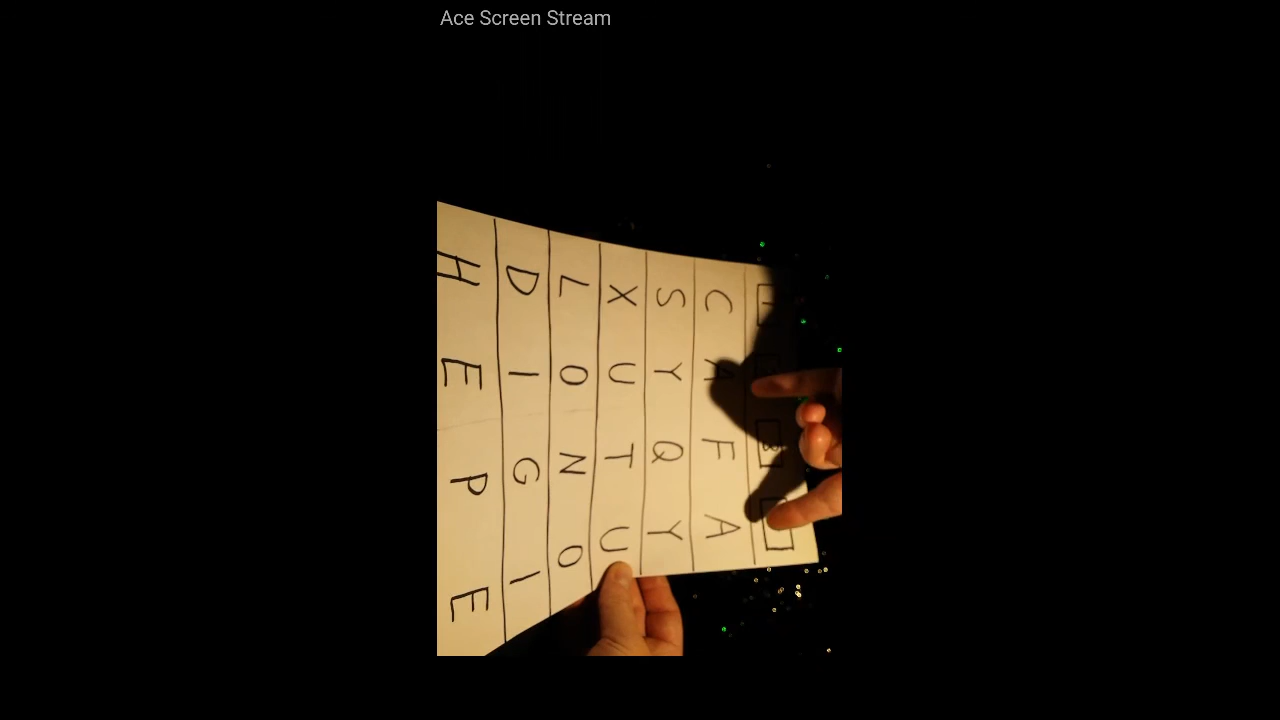 Ace Screen Stream
C A F A
S Y Q Y
X U T U
L O N O
D I G I
H E P E